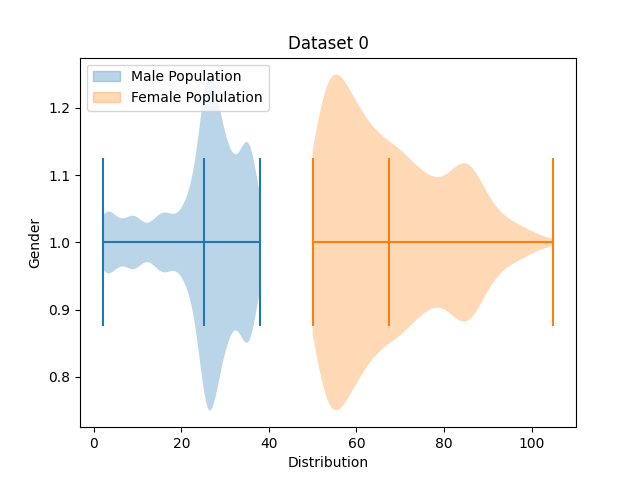 Dataset 0
Male Population
Female Poplulation
1.2
1.1
1.0
0.9
0.8
Gender
0 20 40 60 80 100
Distribution